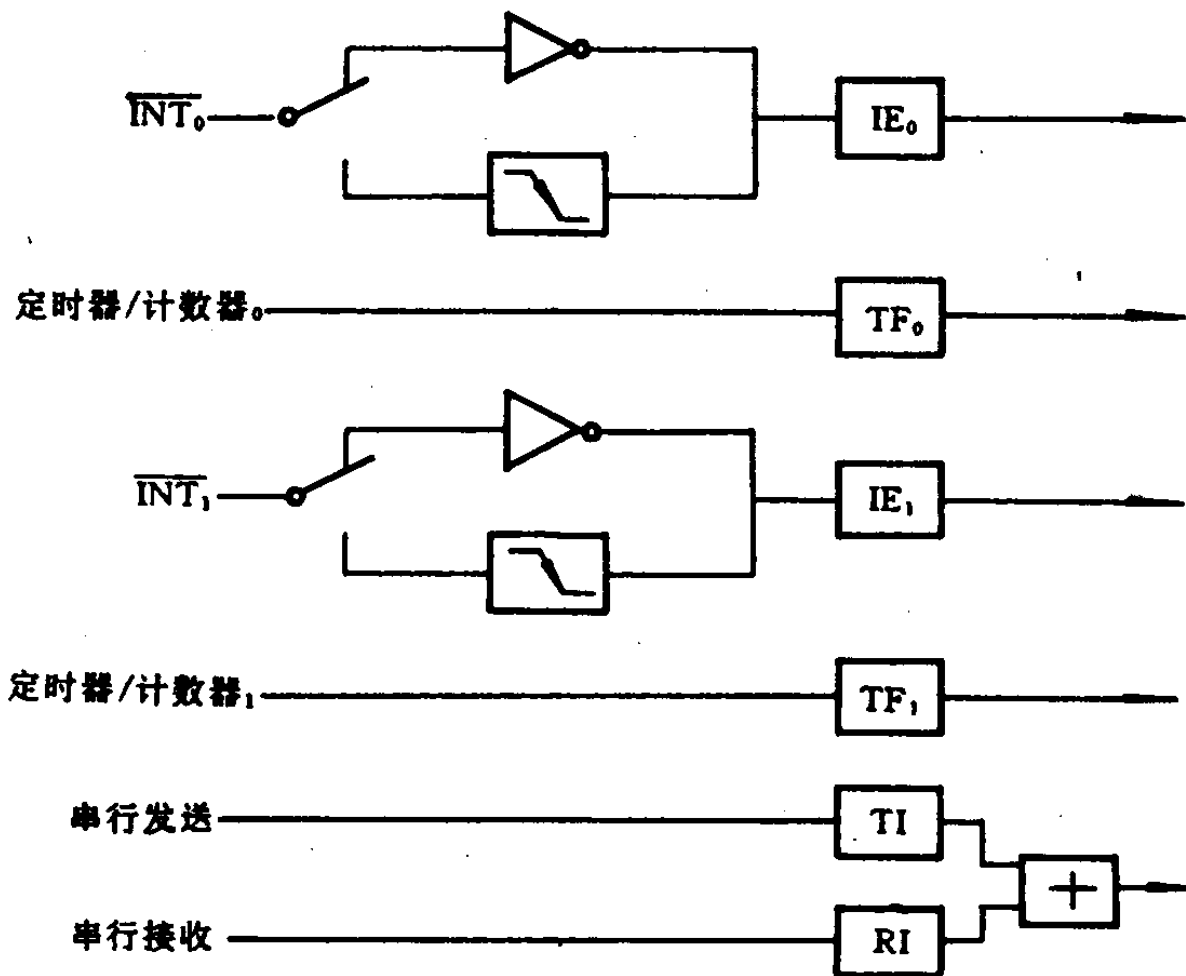 INT₀
IE₀
定时器/计数器₀
TF₀
INT₁
IE₁
定时器/计数器₁
TF₁
串行发送
TI
+
串行接收
RI